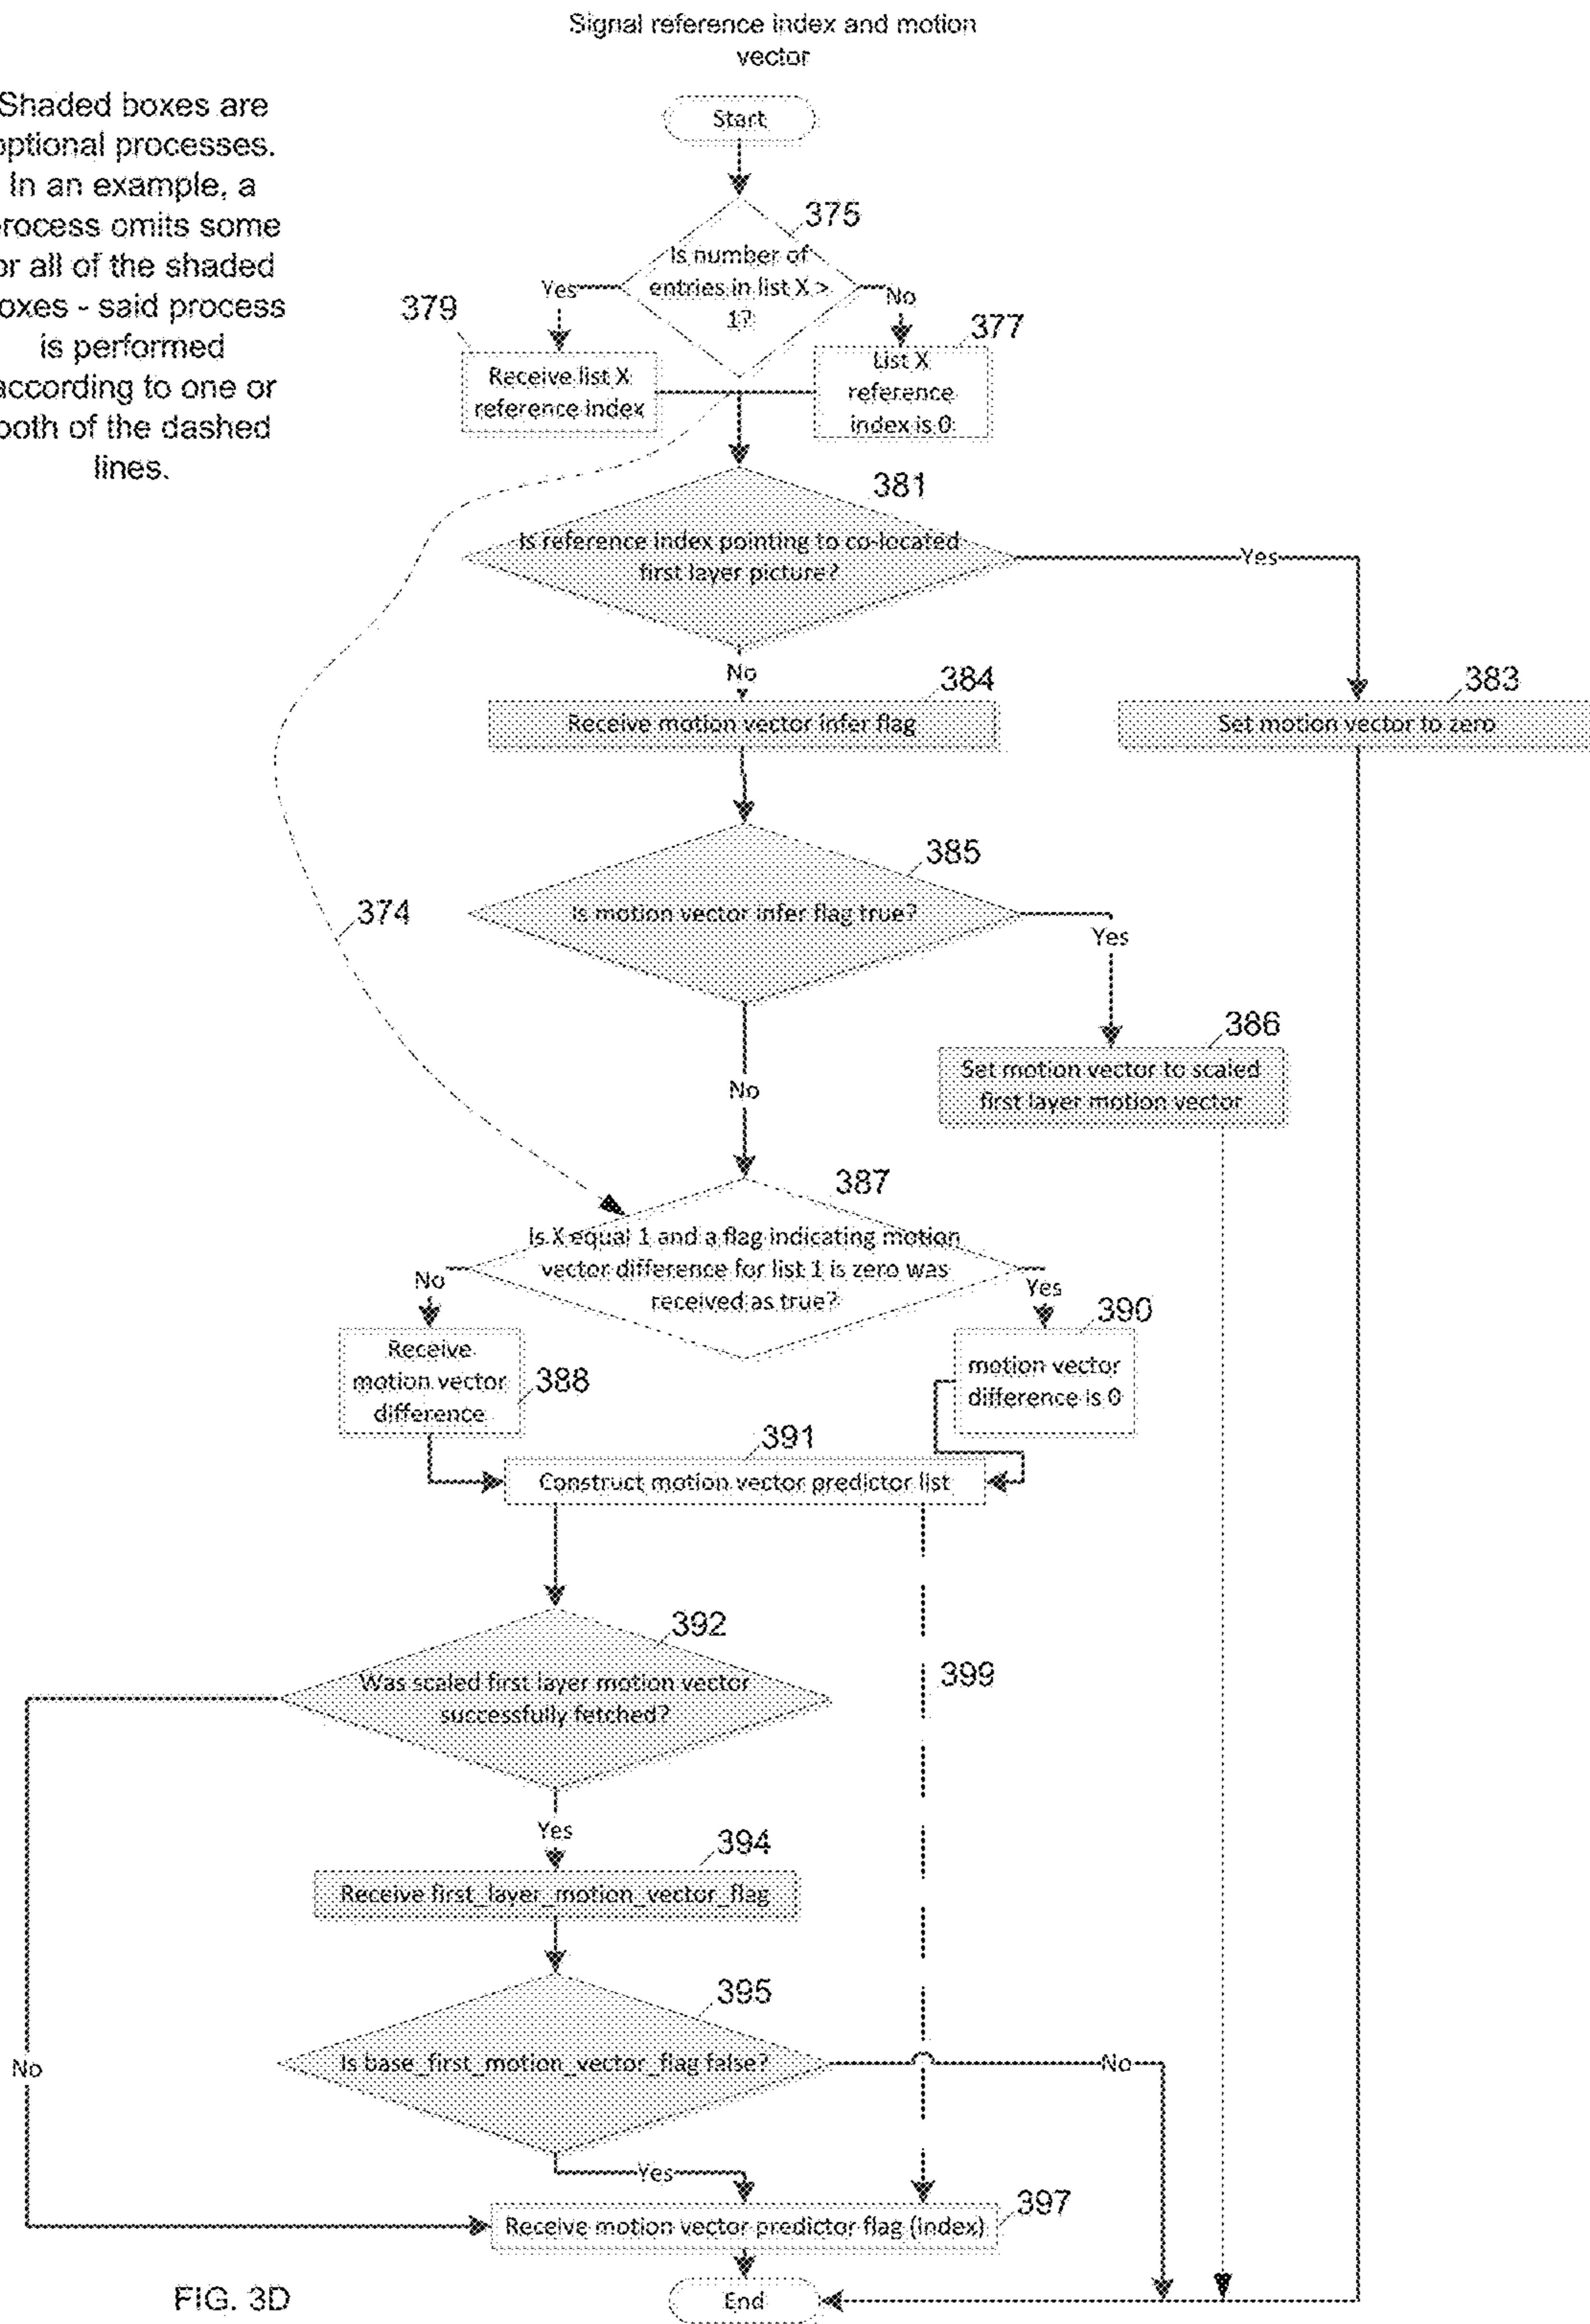 Signal reference index and motion
vector
Shaded boxes are
optional processes.
In an example, a
rocess omits some
or all of the shaded
oxes - said process
is performed
according to one or
both of the dashed
lines.
Start
375
Is number of
entries in list X >
1?
Yes
No
379
377
Receive list X
reference index
List X
reference
index is 0
381
Is reference index pointing to co-located
first layer picture?
Yes
No
384
383
Receive motion vector infer flag
Set motion vector to zero
385
374
Is motion vector infer flag true?
Yes
386
Set motion vector to scaled
first layer motion vector
No
387
Is X equal 1 and a flag indicating motion
vector difference for list 1 is zero was
received as true?
No
Yes
390
Receive
motion vector
difference
388
motion vector
difference is 0
391
Construct motion vector predictor list
392
399
Was scaled first layer motion vector
successfully fetched?
Yes
394
Receive first_layer_motion_vector_flag
395
Is base_first_motion_vector_flag false?
No
No
Yes
397
Receive motion vector predictor flag (index)
End
FIG. 3D